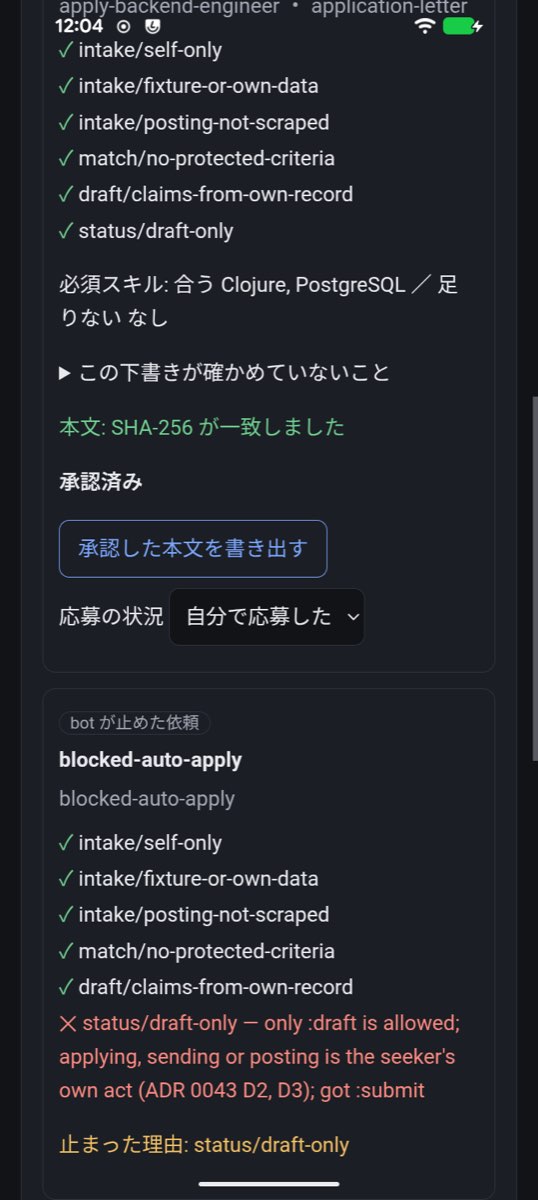 apply-backend-engineer • application-letter
12:04
✓ intake/self-only
✓ intake/fixture-or-own-data
✓ intake/posting-not-scraped
✓ match/no-protected-criteria
✓ draft/claims-from-own-record
✓ status/draft-only
必須スキル: 合う Clojure, PostgreSQL ／ 足
りない なし
▶ この下書きが確かめていないこと
本文: SHA-256 が一致しました
承認済み
承認した本文を書き出す
応募の状況 自分で応募した
bot が止めた依頼
blocked-auto-apply
blocked-auto-apply
✓ intake/self-only
✓ intake/fixture-or-own-data
✓ intake/posting-not-scraped
✓ match/no-protected-criteria
✓ draft/claims-from-own-record
✕ status/draft-only — only :draft is allowed;
applying, sending or posting is the seeker's
own act (ADR 0043 D2, D3); got :submit
止まった理由: status/draft-only